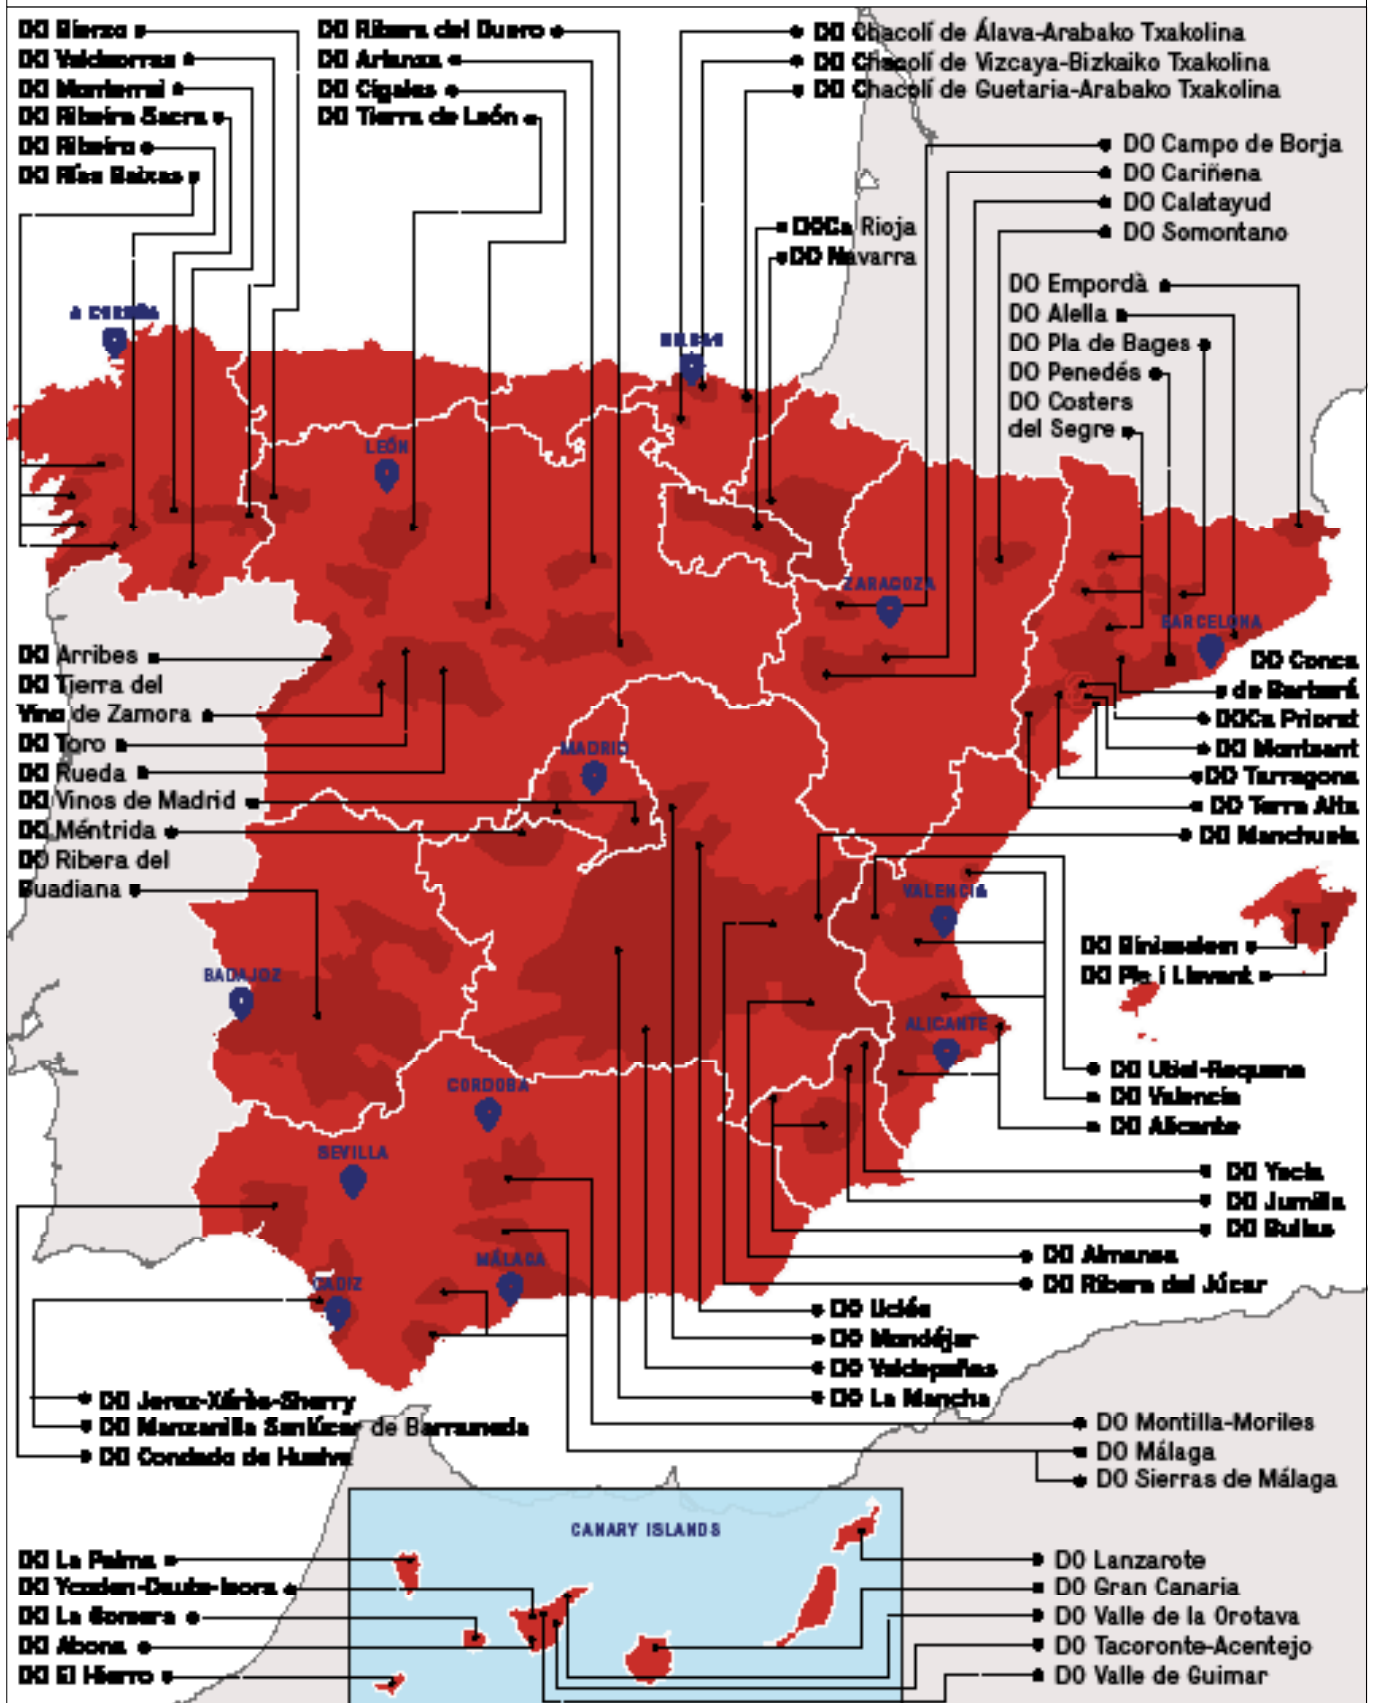 DO Bierzo
DO Valdeorras
DO Monterrei
DO Ribeira Sacra
DO Ribeiro
DO Rías Baixas
DO Ribera del Duero
DO Arlanza
DO Cigales
DO Tierra de León
DO Chacolí de Álava-Arabako Txakolina
DO Chacolí de Vizcaya-Bizkaiko Txakolina
DO Chacolí de Guetaria-Arabako Txakolina
DO Campo de Borja
DO Cariñena
DO Calatayud
DO Somontano
DOCa Rioja
DO Navarra
DO Empordà
DO Alella
DO Pla de Bages
DO Penedés
DO Costers
del Segre
A CORUÑA
BILBAO
LEÓN
ZARAGOZA
BARCELONA
DO Arribes
DO Tierra del
Vino de Zamora
DO Toro
DO Rueda
DO Vinos de Madrid
DO Méntrida
DO Ribera del
Guadiana
MADRID
DO Conca
de Barberá
DOCa Priorat
DO Montsant
DO Tarragona
DO Terra Alta
DO Manchuela
VALENCIA
DO Binissalem
DO Pla i Llevant
BADAJOZ
ALICANTE
DO Utiel-Requena
DO Valencia
DO Alicante
CORDOBA
SEVILLA
DO Yecla
DO Jumilla
DO Bullas
DO Almansa
DO Ribera del Júcar
MÁLAGA
CADIZ
DO Uclés
DO Mondéjar
DO Valdepeñas
DO La Mancha
DO Jerez-Xérès-Sherry
DO Manzanilla Sanlúcar de Barrameda
DO Condado de Huelva
DO Montilla-Moriles
DO Málaga
DO Sierras de Málaga
CANARY ISLANDS
DO La Palma
DO Ycoden-Daute-Isora
DO La Gomera
DO Abona
DO El Hierro
DO Lanzarote
DO Gran Canaria
DO Valle de la Orotava
DO Tacoronte-Acentejo
DO Valle de Guimar